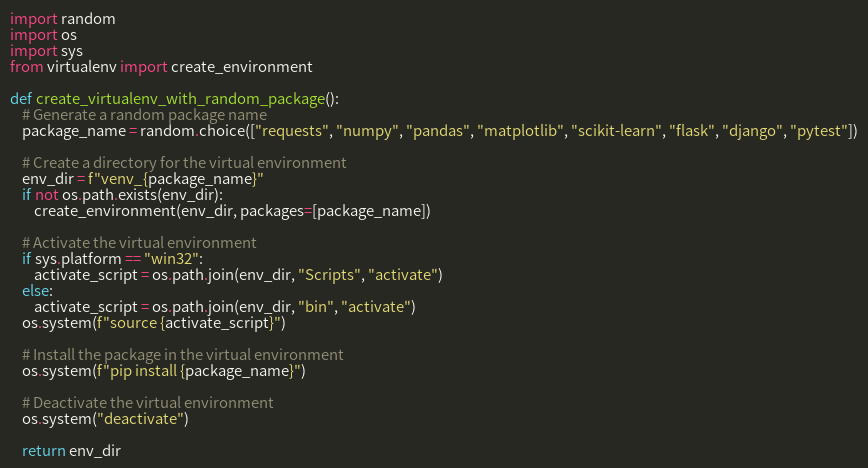 import random
import os
import sys
from virtualenv import create_environment

def create_virtualenv_with_random_package():
    # Generate a random package name
    package_name = random.choice(["requests", "numpy", "pandas", "matplotlib", "scikit-learn", "flask", "django", "pytest"])

    # Create a directory for the virtual environment
    env_dir = f"venv_{package_name}"
    if not os.path.exists(env_dir):
        create_environment(env_dir, packages=[package_name])

    # Activate the virtual environment
    if sys.platform == "win32":
        activate_script = os.path.join(env_dir, "Scripts", "activate")
    else:
        activate_script = os.path.join(env_dir, "bin", "activate")
    os.system(f"source {activate_script}")

    # Install the package in the virtual environment
    os.system(f"pip install {package_name}")

    # Deactivate the virtual environment
    os.system("deactivate")

    return env_dir